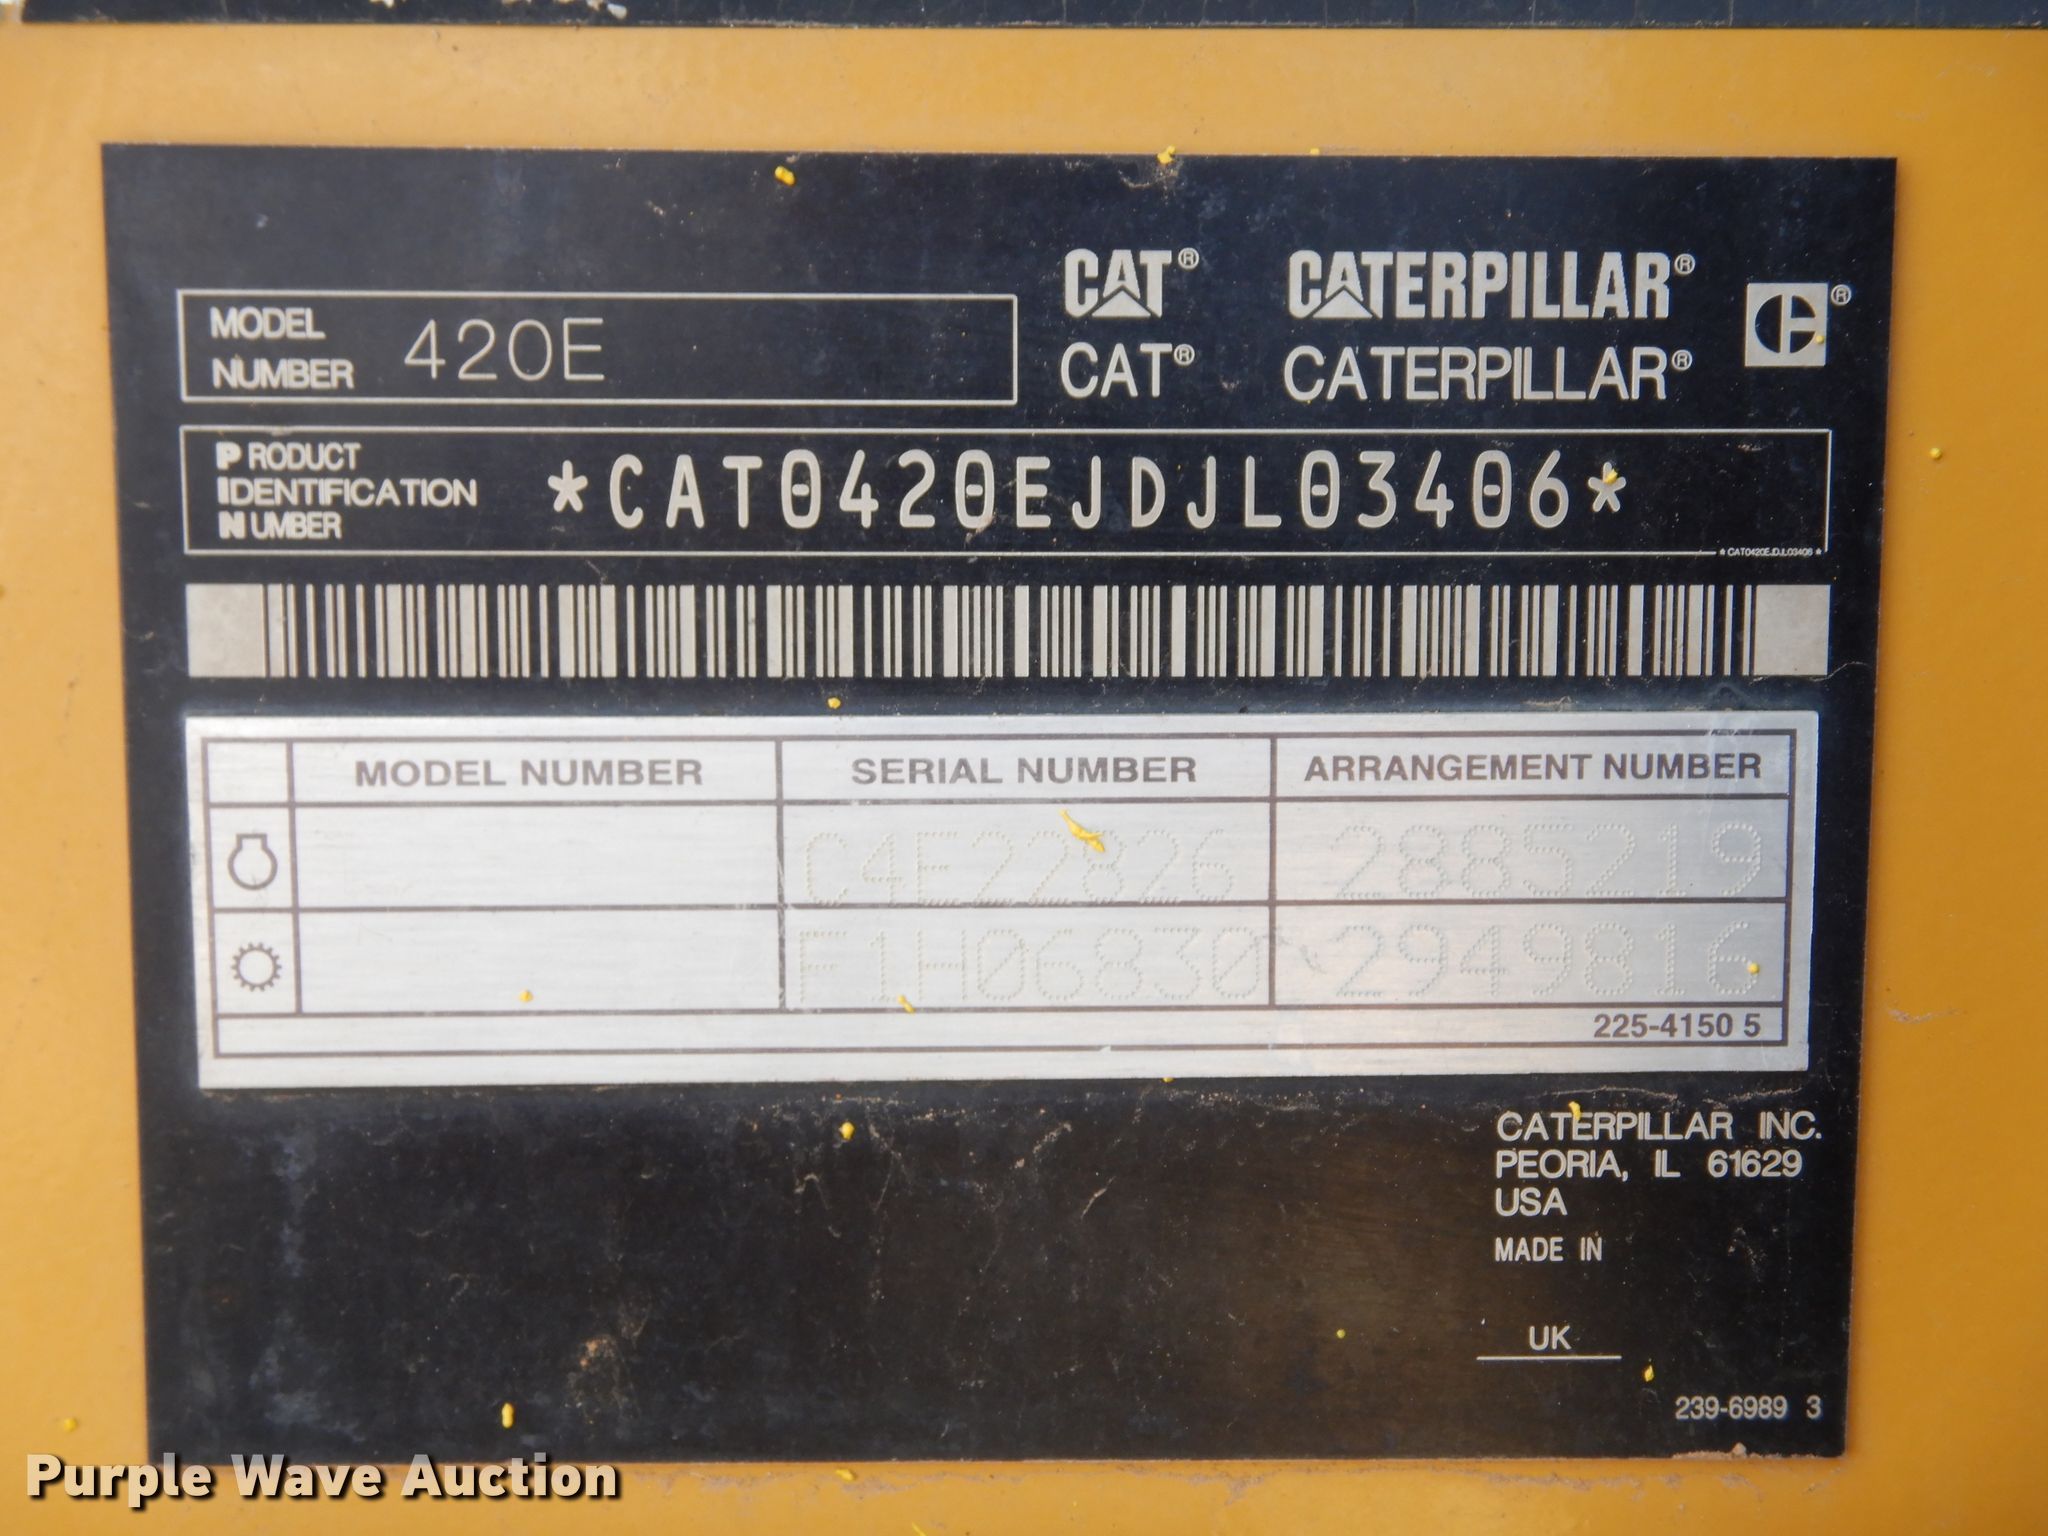 MODEL NUMBER 420E
CAT® CATERPILLAR® ®
CAT® CATERPILLAR®
PRODUCT IDENTIFICATION NUMBER *CAT0420EJDJL03406*
*CAT0420EJDJL03406*
MODEL NUMBER SERIAL NUMBER ARRANGEMENT NUMBER
C4E22826 2885219
F1H06830 2949816
225-4150 5
CATERPILLAR INC.
PEORIA, IL 61629
USA
MADE IN
UK
239-6989 3
Purple Wave Auction